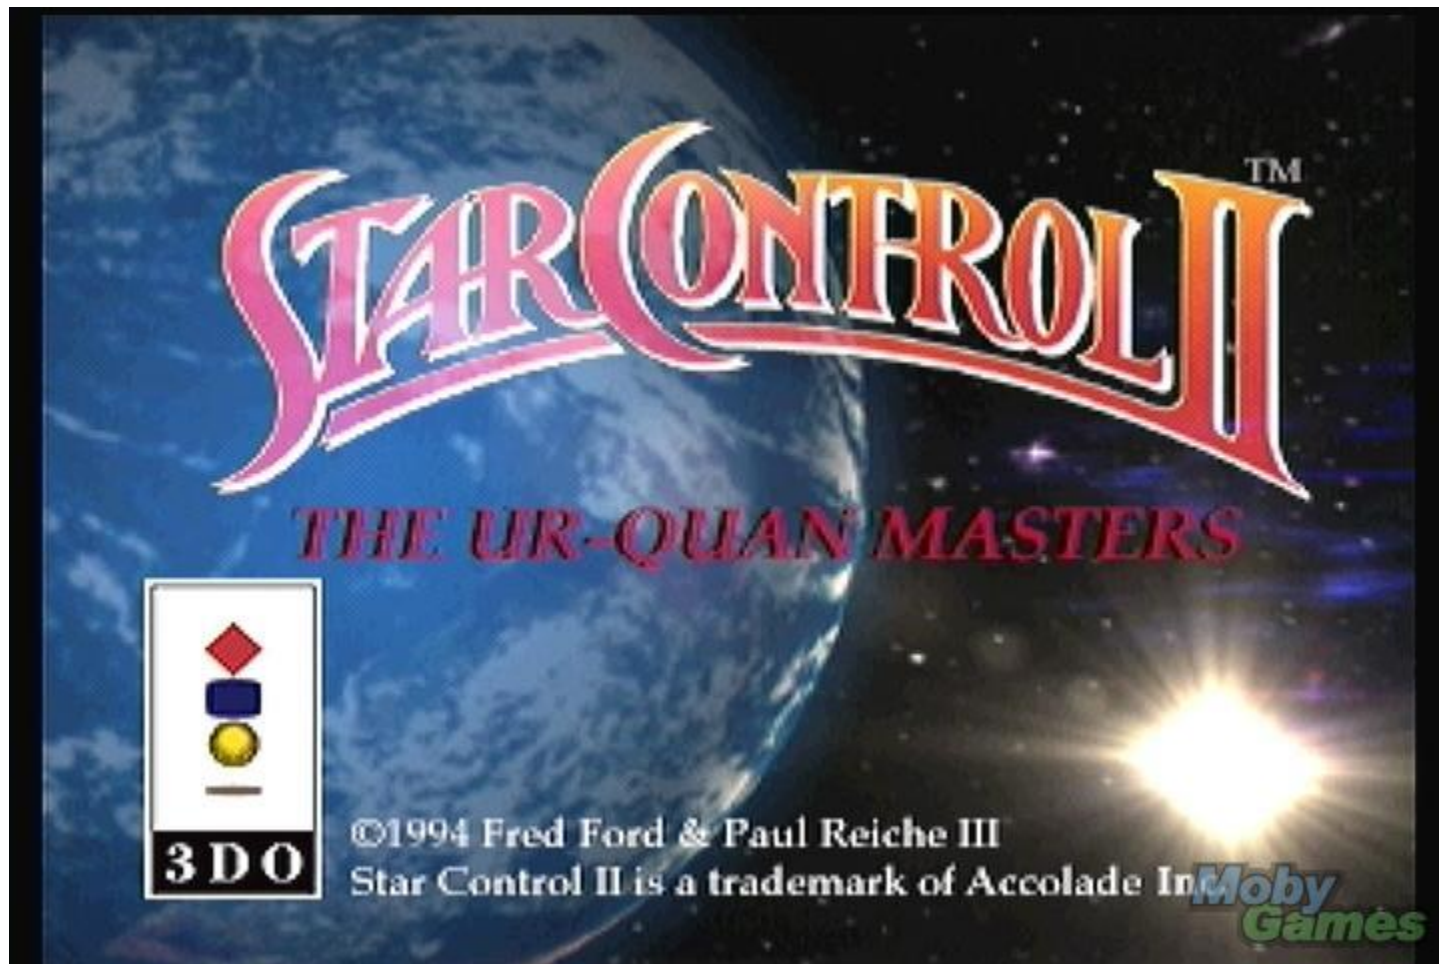 STAR CONTROL II ™
THE UR-QUAN MASTERS
3DO
©1994 Fred Ford & Paul Reiche III
Star Control II is a trademark of Accolade Inc.
Moby
Games